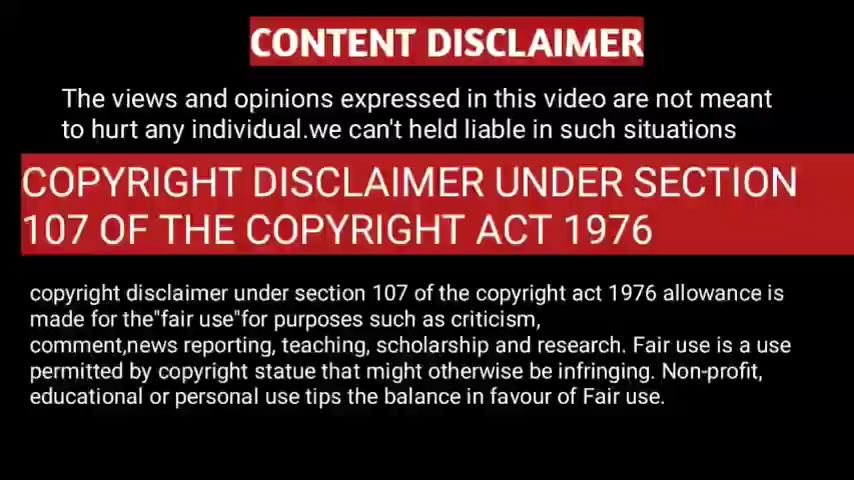 CONTENT DISCLAIMER
The views and opinions expressed in this video are not meant
to hurt any individual.we can't held liable in such situations
COPYRIGHT DISCLAIMER UNDER SECTION
107 OF THE COPYRIGHT ACT 1976
copyright disclaimer under section 107 of the copyright act 1976 allowance is
made for the"fair use"for purposes such as criticism,
comment,news reporting, teaching, scholarship and research. Fair use is a use
permitted by copyright statue that might otherwise be infringing. Non-profit,
educational or personal use tips the balance in favour of Fair use.